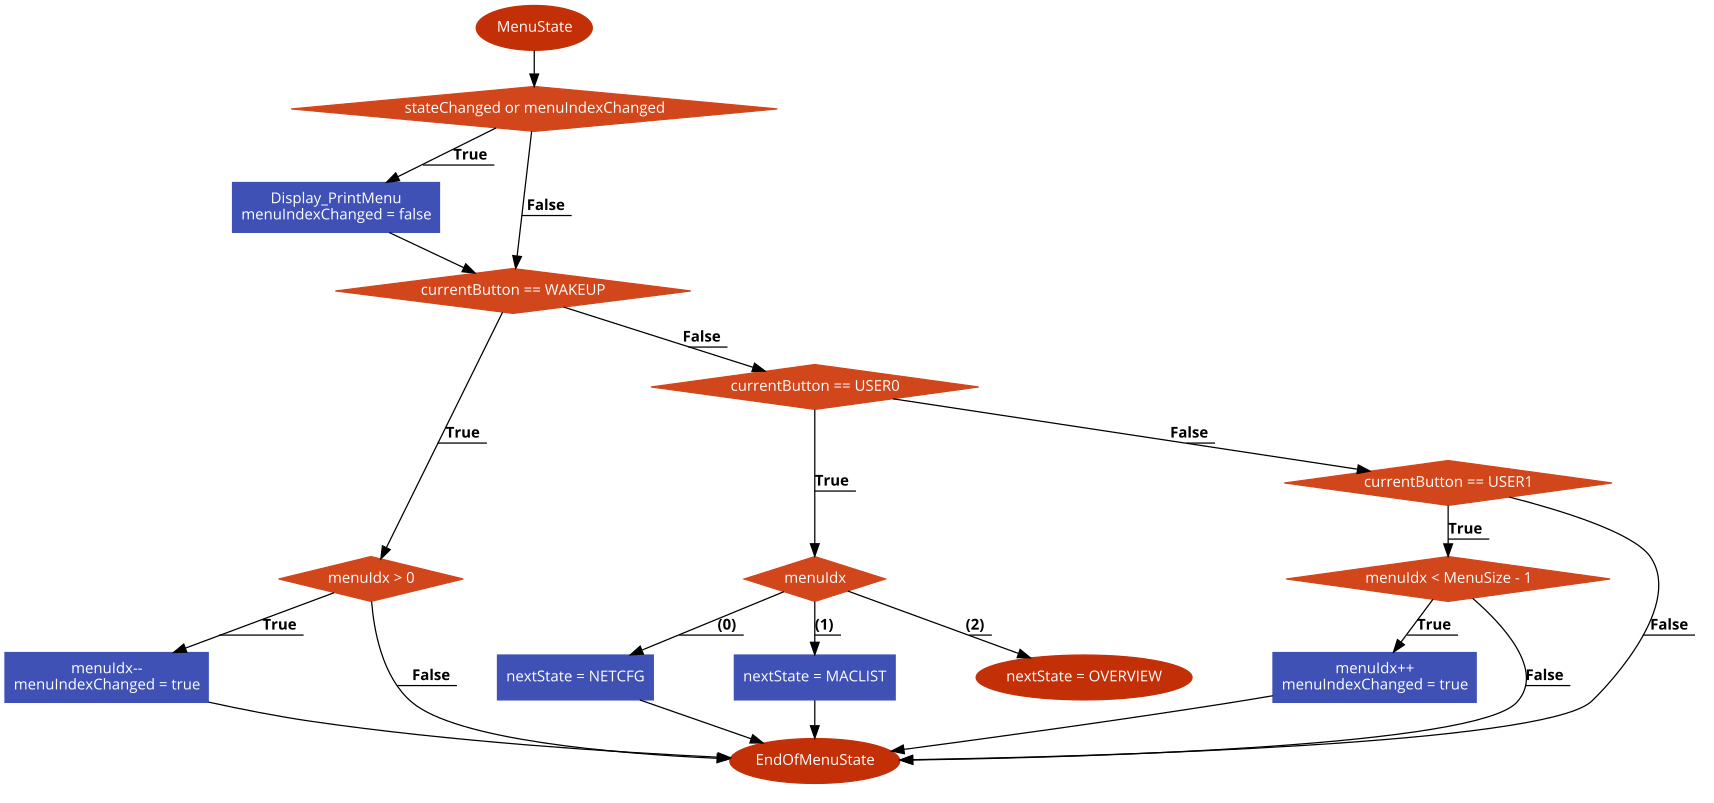 MenuState
stateChanged or menuIndexChanged
True
Display_PrintMenu
menuIndexChanged = false
False
currentButton == WAKEUP
False
currentButton == USER0
True
False
True
currentButton == USER1
True
menuIdx > 0
menuIdx
menuIdx < MenuSize - 1
True
(0)
(1)
(2)
True
False
menuIdx--
menuIndexChanged = true
False
nextState = NETCFG
nextState = MACLIST
nextState = OVERVIEW
menuIdx++
menuIndexChanged = true
False
EndOfMenuState